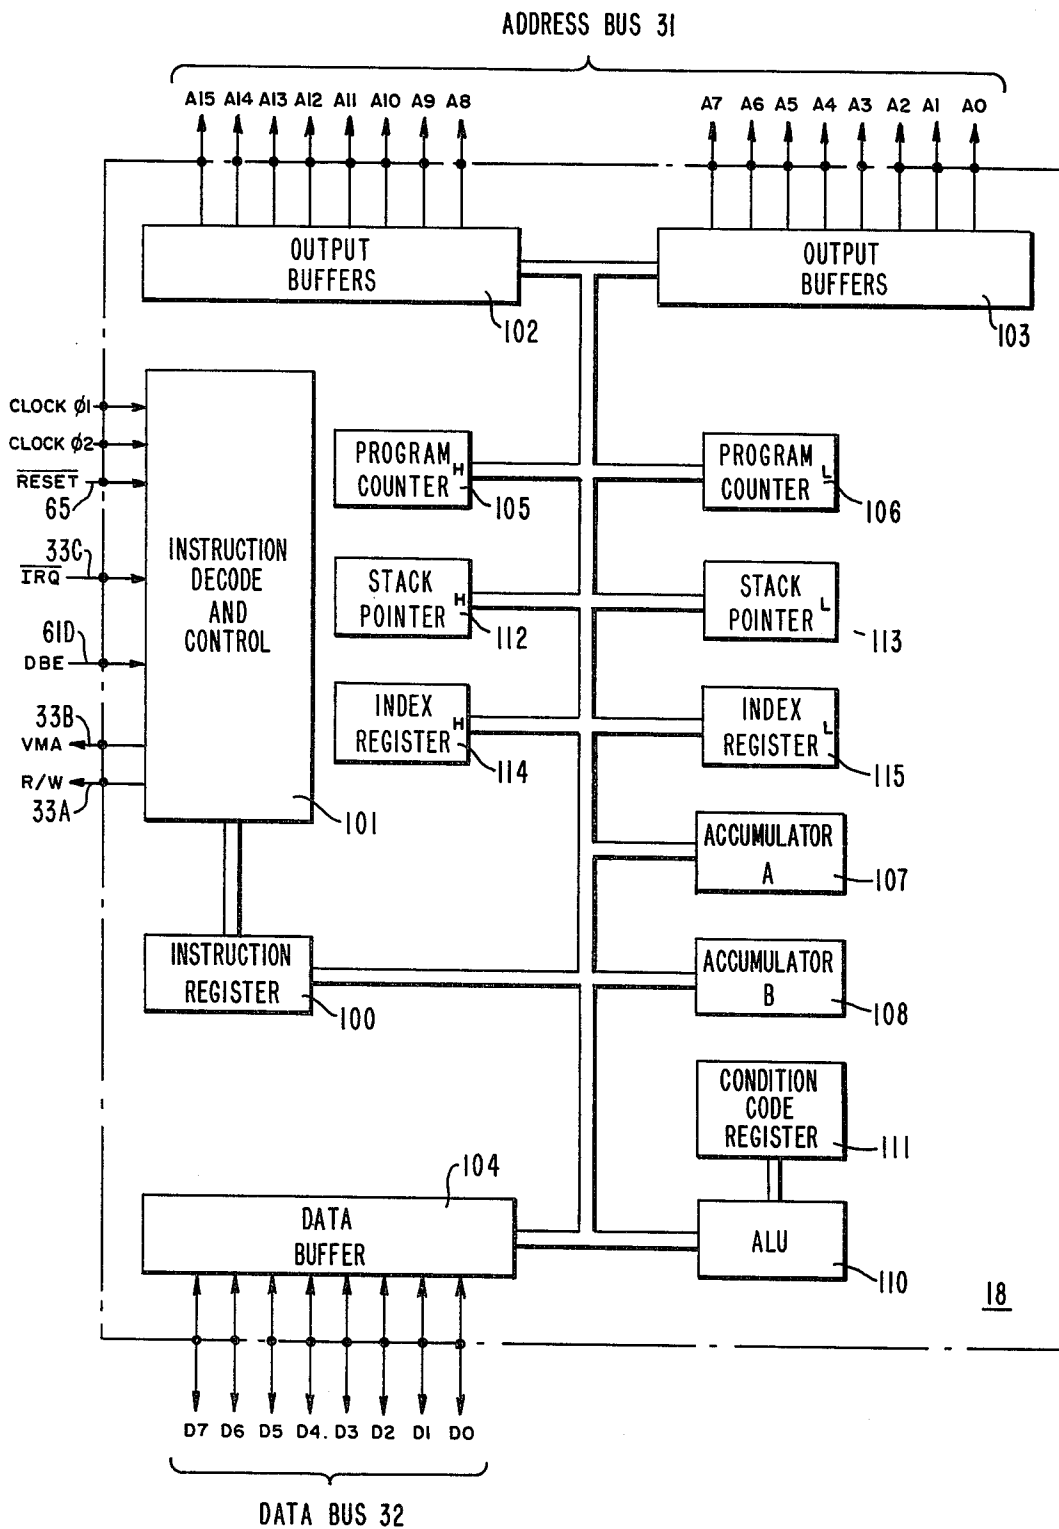 ADDRESS BUS 31
A15 A14 A13 A12 A11 A10 A9 A8 A7 A6 A5 A4 A3 A2 A1 A0
OUTPUT
BUFFERS
102
OUTPUT
BUFFERS
103
CLOCK φ1
CLOCK φ2
RESET
65
33C
IRQ
61D
DBE
33B
VMA
R/W
33A
INSTRUCTION
DECODE
AND
CONTROL
101
PROGRAM H
COUNTER
105
PROGRAM L
COUNTER
106
STACK H
POINTER
112
STACK L
POINTER
113
INDEX H
REGISTER
114
INDEX L
REGISTER
115
ACCUMULATOR
A
107
INSTRUCTION
REGISTER
100
ACCUMULATOR
B
108
CONDITION
CODE
REGISTER
111
104
DATA
BUFFER
ALU
110
18
D7 D6 D5 D4. D3 D2 D1 D0
DATA BUS 32